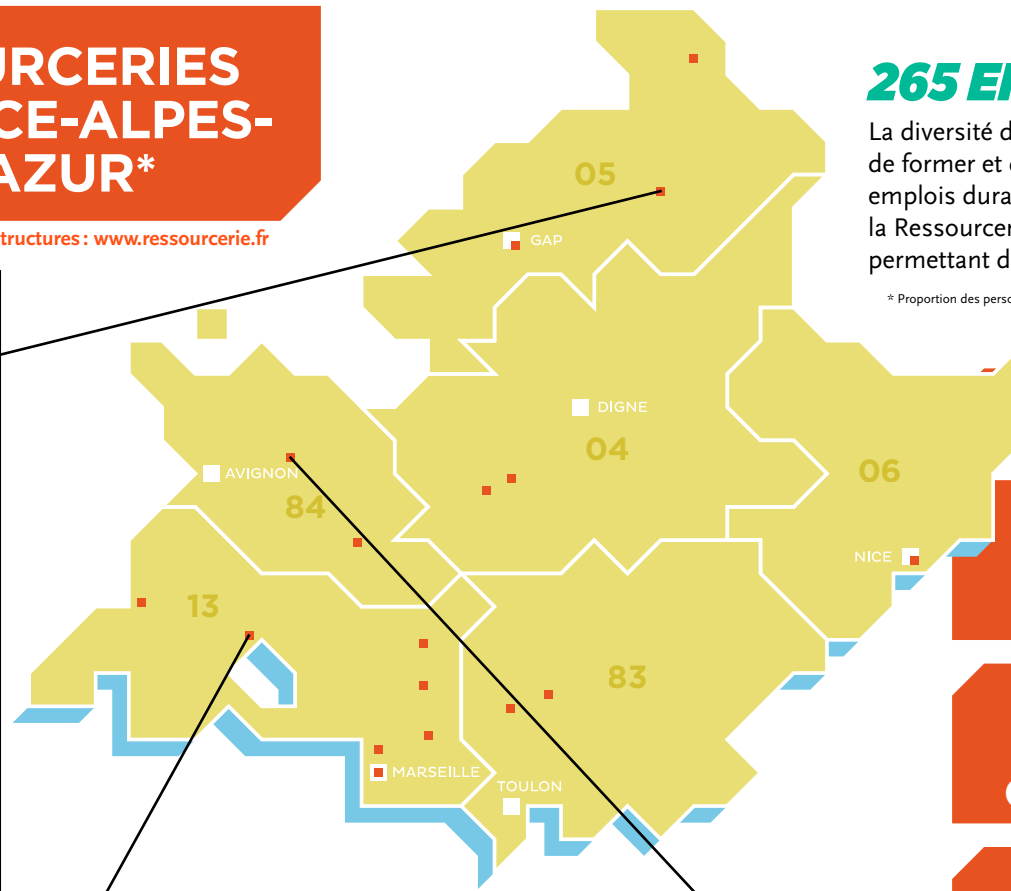 URCERIES
CE-ALPES-
AZUR*
tructures : www.ressourcerie.fr
265 E
La diversité d
de former et
emplois dura
la Ressourcer
permettant d
* Proportion des perso
05
GAP
DIGNE
04
AVIGNON
84
06
NICE
13
83
MARSEILLE
TOULON